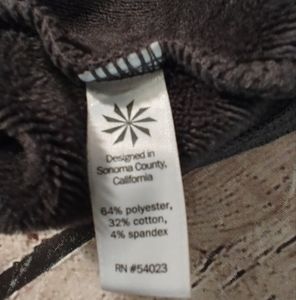 Designed in
Sonoma County,
California
64% polyester,
32% cotton,
4% spandex
RN #54023